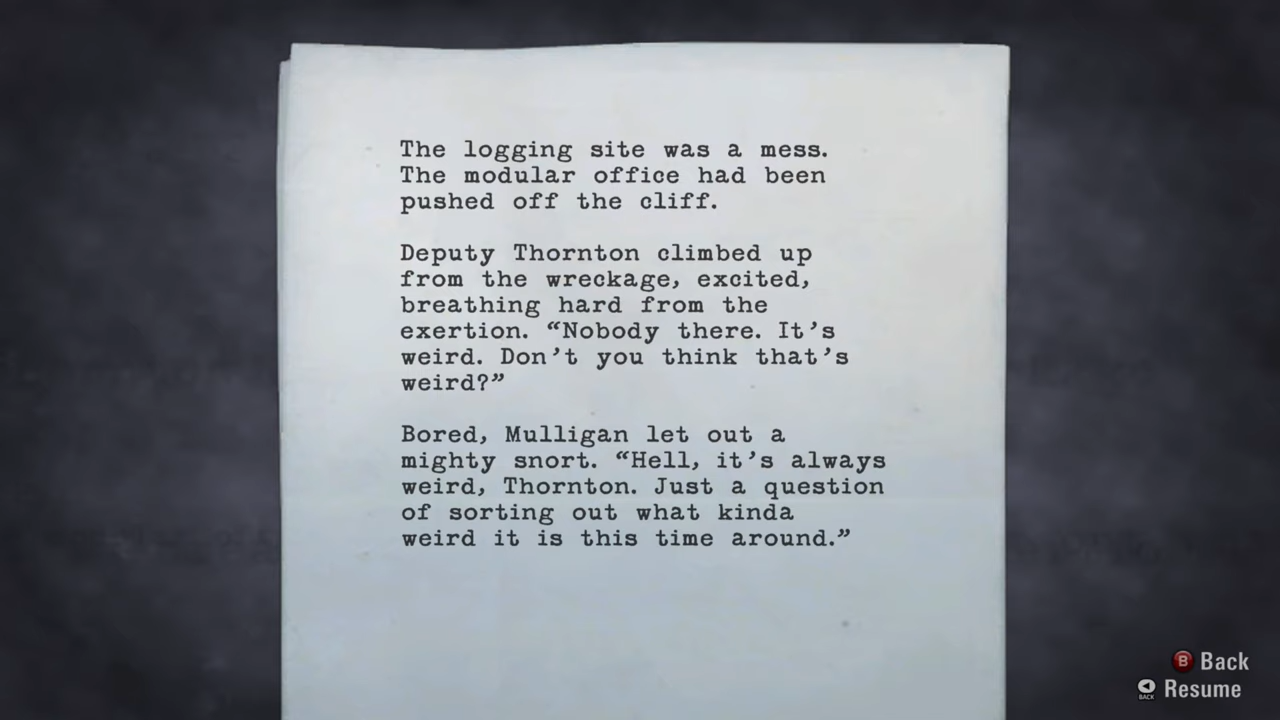 The logging site was a mess.
The modular office had been
pushed off the cliff.
Deputy Thornton climbed up
from the wreckage, excited,
breathing hard from the
exertion. “Nobody there. It’s
weird. Don’t you think that’s
weird?”
Bored, Mulligan let out a
mighty snort. “Hell, it’s always
weird, Thornton. Just a question
of sorting out what kinda
weird it is this time around.”
B Back
BACK Resume